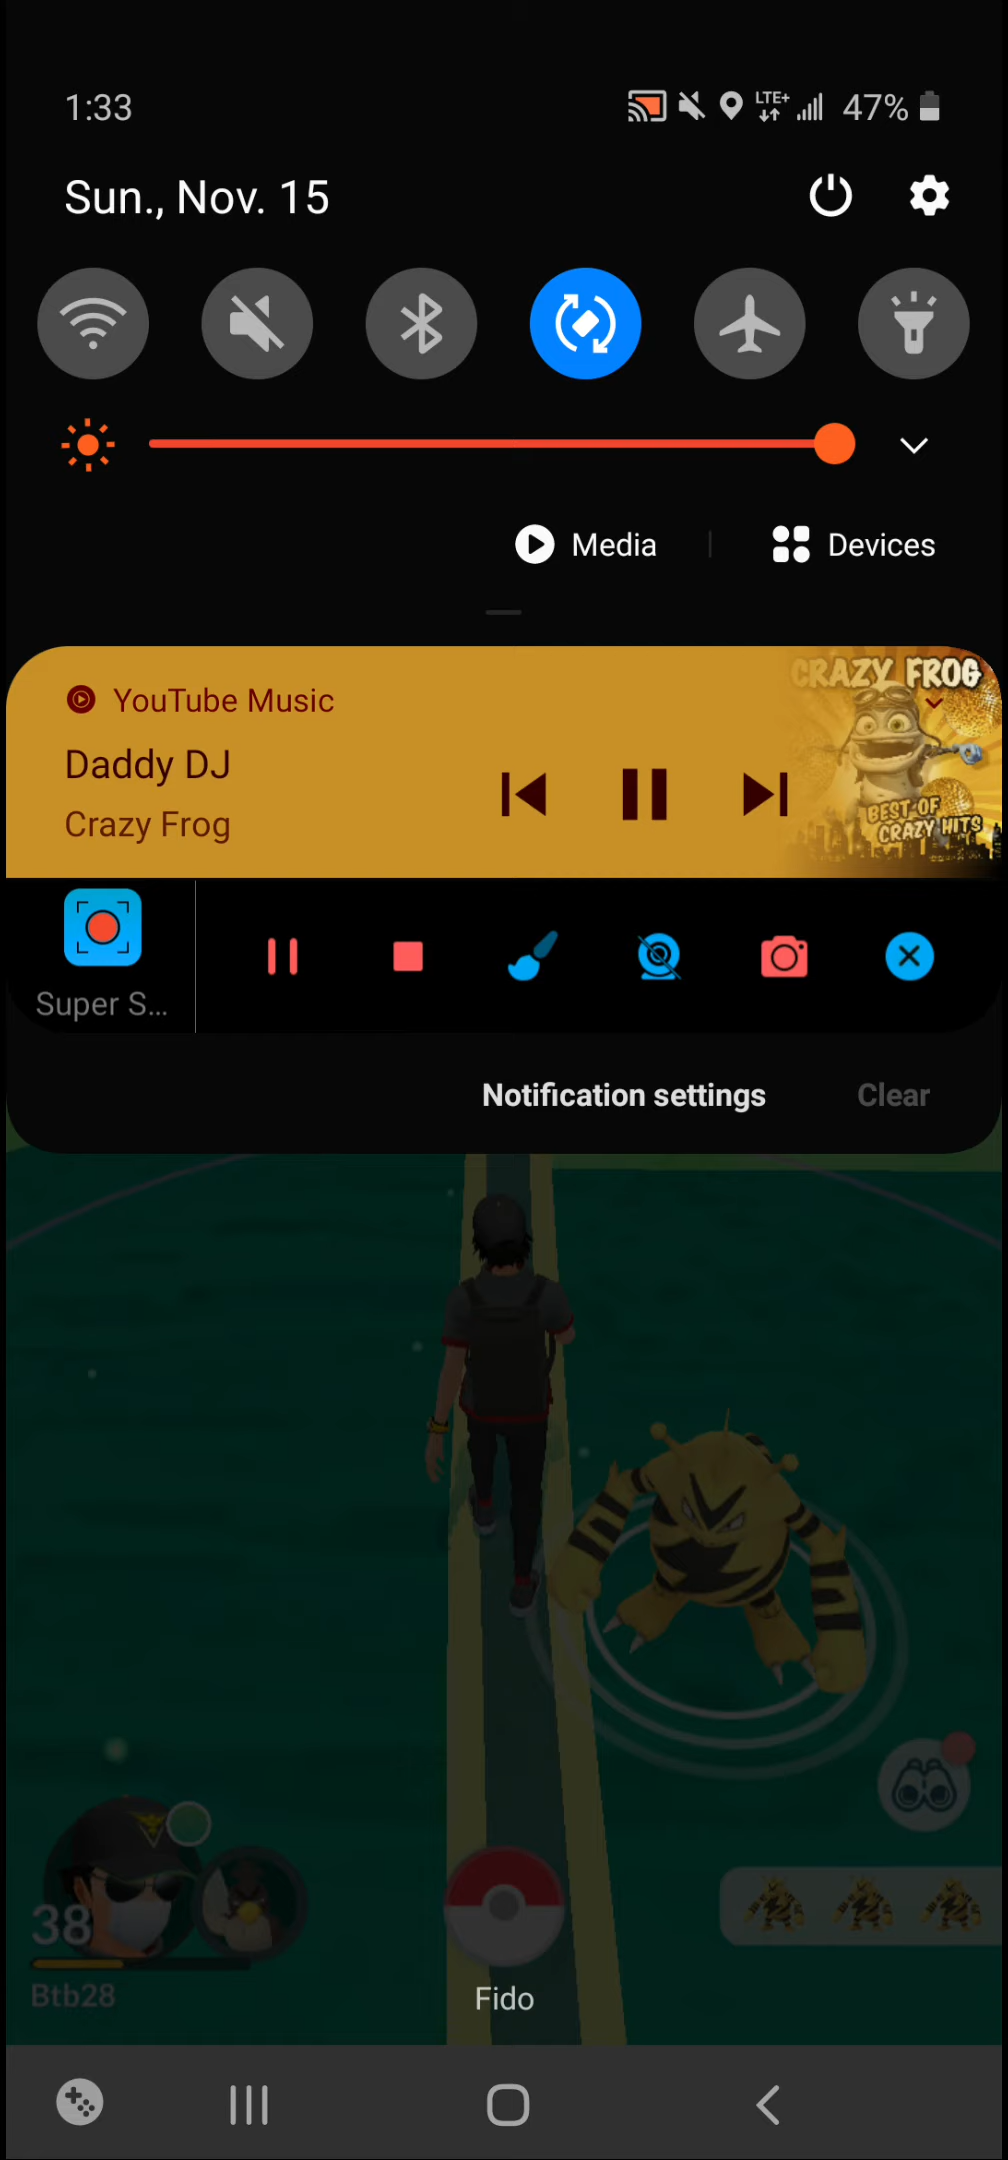 1:33
LTE+
47%
Sun., Nov. 15
Media
Devices
YouTube Music
Daddy DJ
Crazy Frog
CRAZY FROG
BEST OF
CRAZY HITS
Super S...
Notification settings
Clear
38
Btb28
Fido